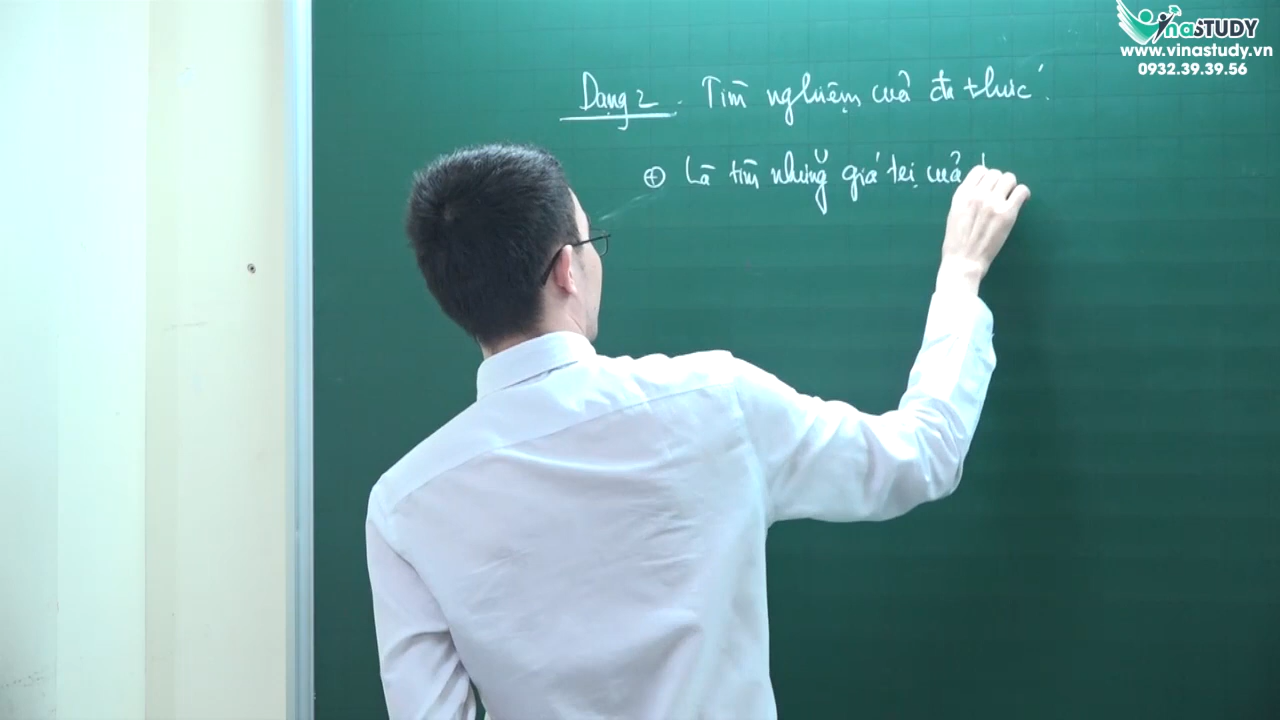 VinaSTUDY
www.vinastudy.vn
0932.39.39.56
Dạng 2. Tìm nghiệm của đa thức.
⊕ Là tìm những giá trị của